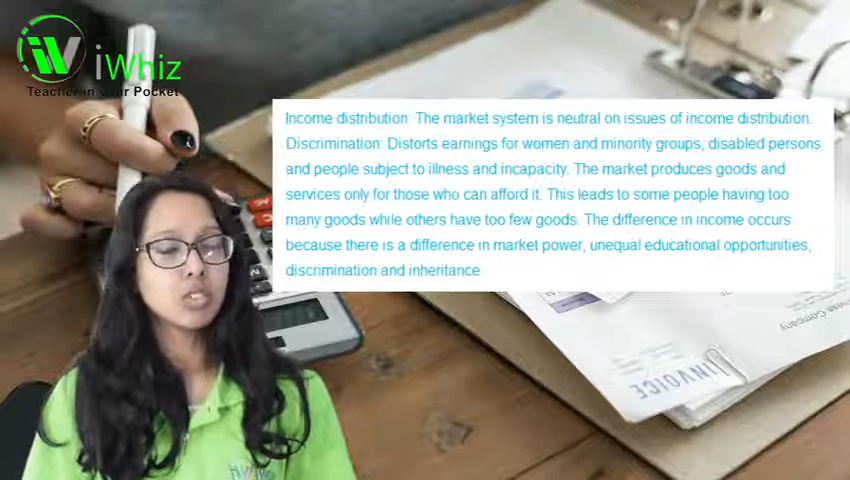 iWhiz
Teacher in your Pocket
Income distribution: The market system is neutral on issues of income distribution.
Discrimination: Distorts earnings for women and minority groups, disabled persons
and people subject to illness and incapacity. The market produces goods and
services only for those who can afford it. This leads to some people having too
many goods while others have too few goods. The difference in income occurs
because there is a difference in market power, unequal educational opportunities,
discrimination and inheritance
INVOICE
Company